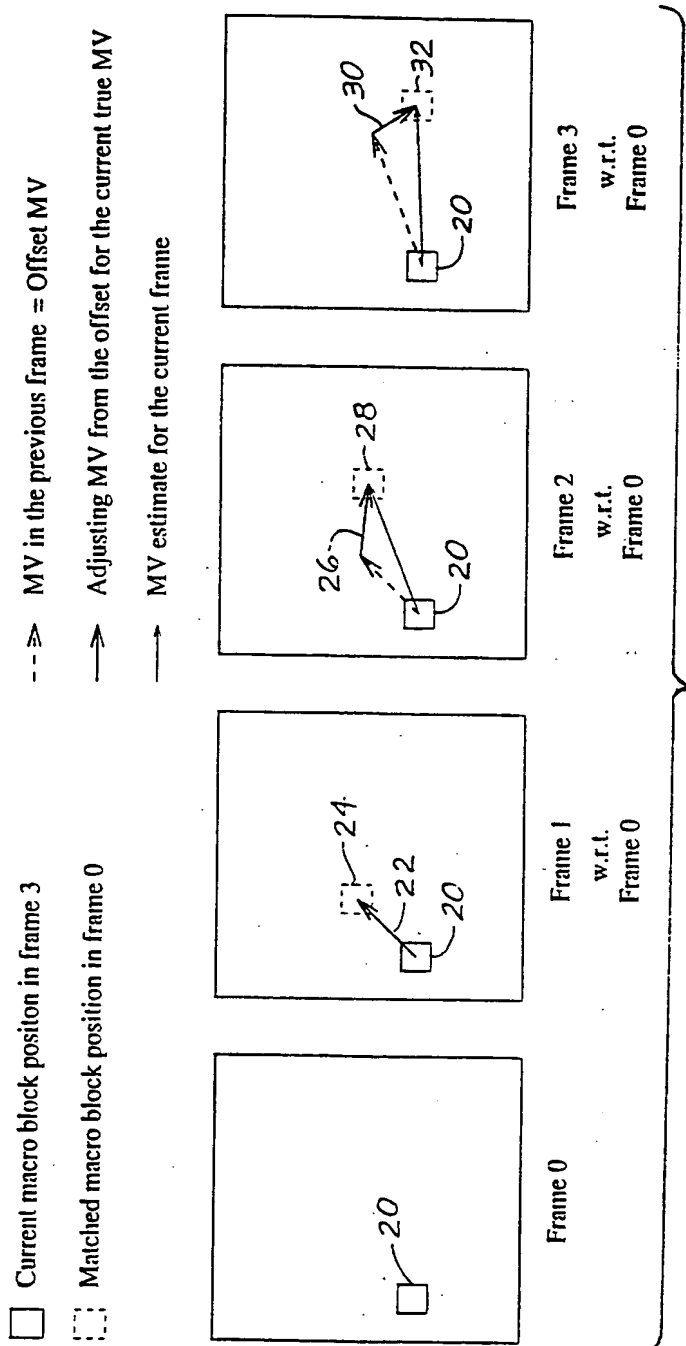 Current macro block positon in frame 3
Matched macro block position in frame 0
MV in the previous frame = Offset MV
Adjusting MV from the offset for the current true MV
MV estimate for the current frame
20
Frame 0
24
22
20
Frame 1
w.r.t.
Frame 0
26
28
20
Frame 2
w.r.t.
Frame 0
30
32
20
Frame 3
w.r.t.
Frame 0